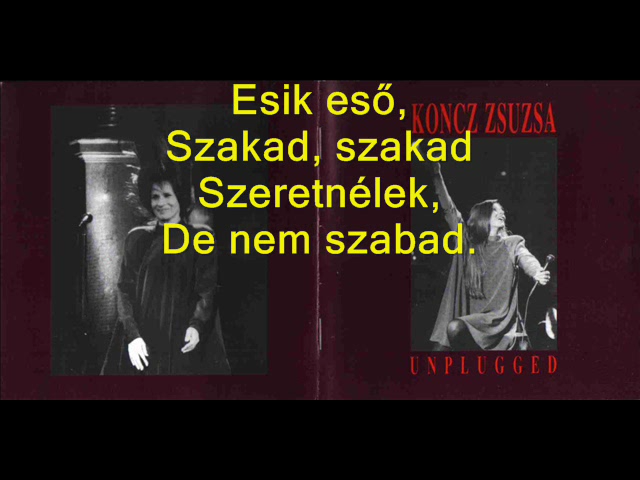 Esik eső,
KONCZ ZSUZSA
Szakad, szakad
Szeretnélek,
De nem szabad.
UNPLUGGED